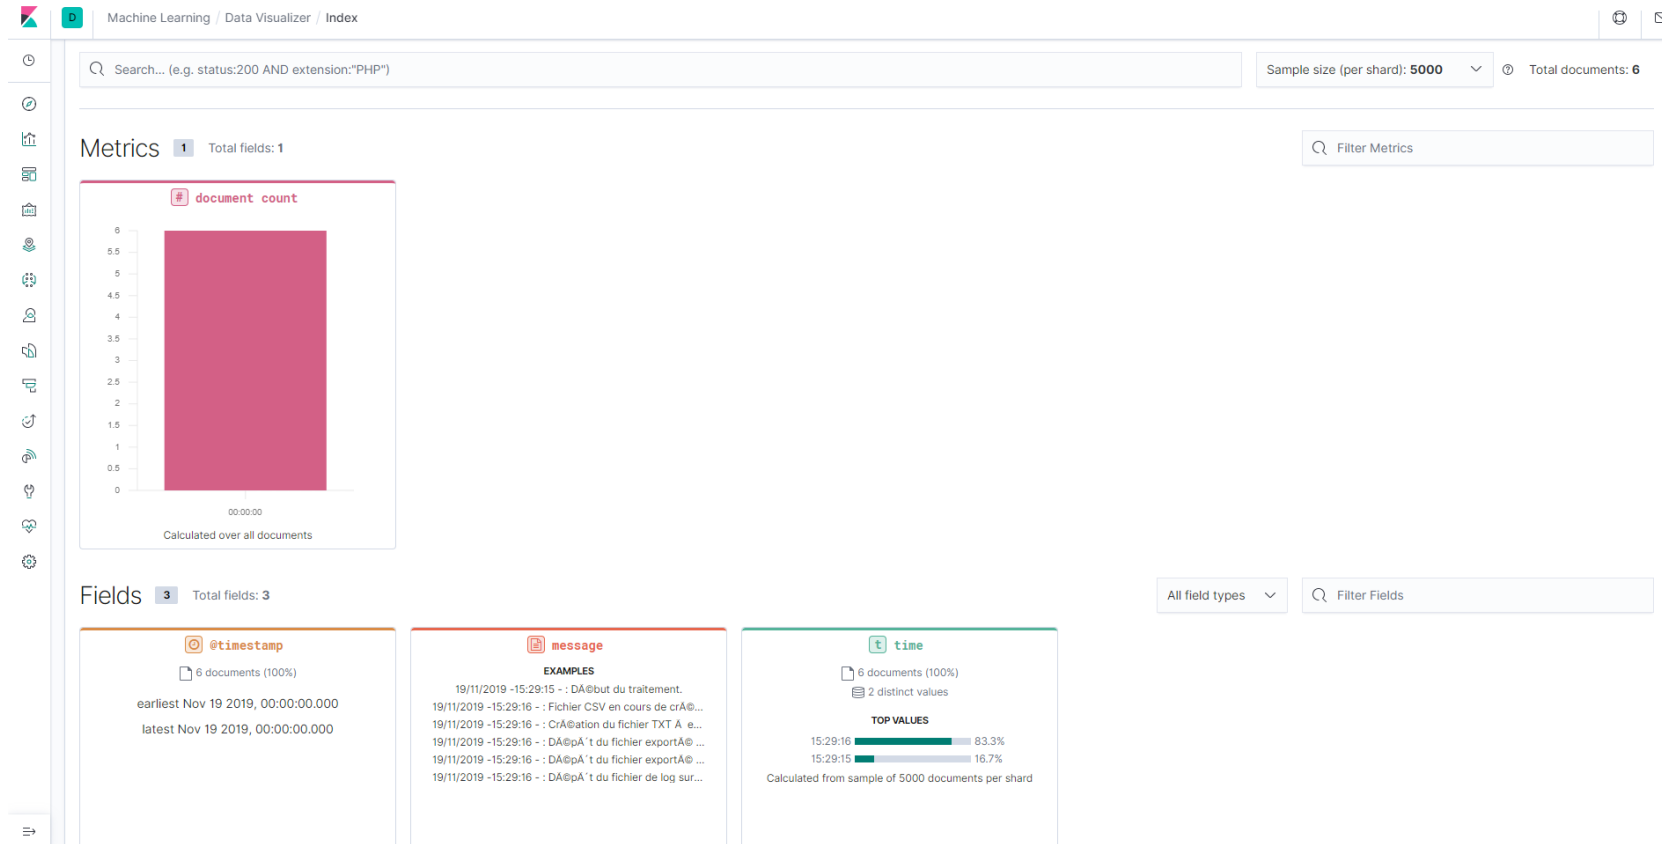 D Machine Learning / Data Visualizer / Index
Search... (e.g. status:200 AND extension:"PHP")
Sample size (per shard): 5000
Total documents: 6
Metrics 1 Total fields: 1
Filter Metrics
# document count
6
5.5
5
4.5
4
3.5
3
2.5
2
1.5
1
0.5
0
00:00:00
Calculated over all documents
Fields 3 Total fields: 3
All field types
Filter Fields
@timestamp
6 documents (100%)
earliest Nov 19 2019, 00:00:00.000
latest Nov 19 2019, 00:00:00.000
message
EXAMPLES
19/11/2019 -15:29:15 - : DÃ©but du traitement.
19/11/2019 -15:29:16 - : Fichier CSV en cours de crÃ©...
19/11/2019 -15:29:16 - : CrÃ©ation du fichier TXT Ã  e...
19/11/2019 -15:29:16 - : DÃ©pÃ´t du fichier exportÃ© ...
19/11/2019 -15:29:16 - : DÃ©pÃ´t du fichier exportÃ© ...
19/11/2019 -15:29:16 - : DÃ©pÃ´t du fichier de log sur...
t time
6 documents (100%)
2 distinct values
TOP VALUES
15:29:16 83.3%
15:29:15 16.7%
Calculated from sample of 5000 documents per shard